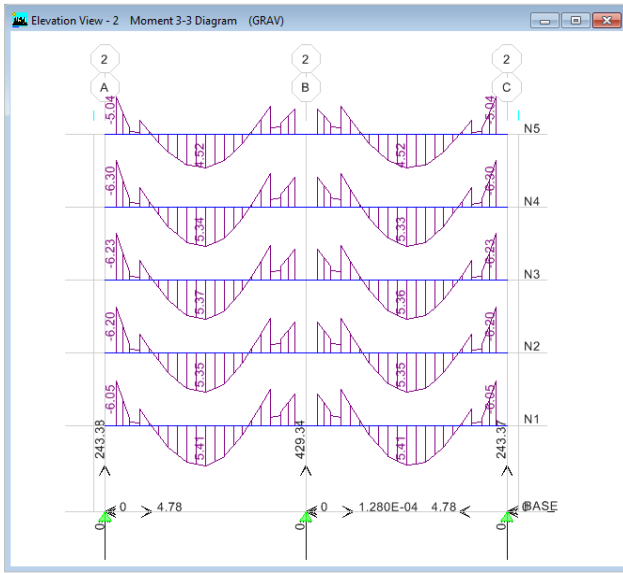 Elevation View - 2 Moment 3-3 Diagram (GRAV)
2 2 2
A B C
-5.04 4.52 4.52 -5.04 N5
-6.30 5.34 5.33 -6.30 N4
-6.23 5.37 5.36 -6.23 N3
-6.20 5.35 5.35 -6.20 N2
-6.05 5.41 5.41 -6.05 N1
243.38 429.34 243.37
0 4.78 0 1.280E-04 4.78 0 BASE
0 0 0